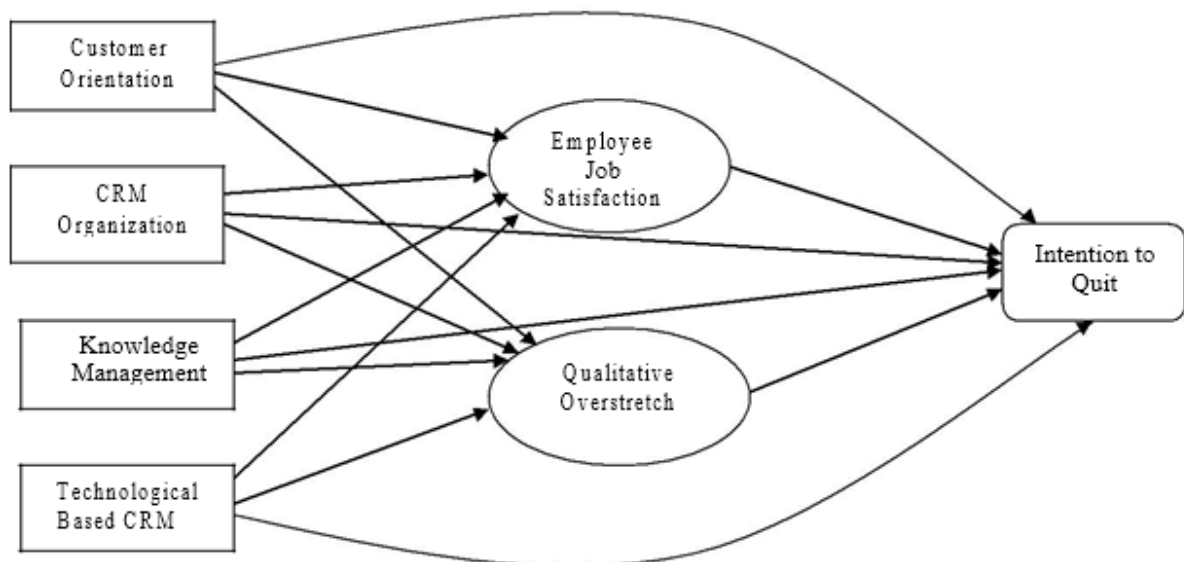 Customer
Orientation
CRM
Organization
Knowledge
Management
Technological
Based CRM
Employee
Job
Satisfaction
Qualitative
Overstretch
Intention to
Quit